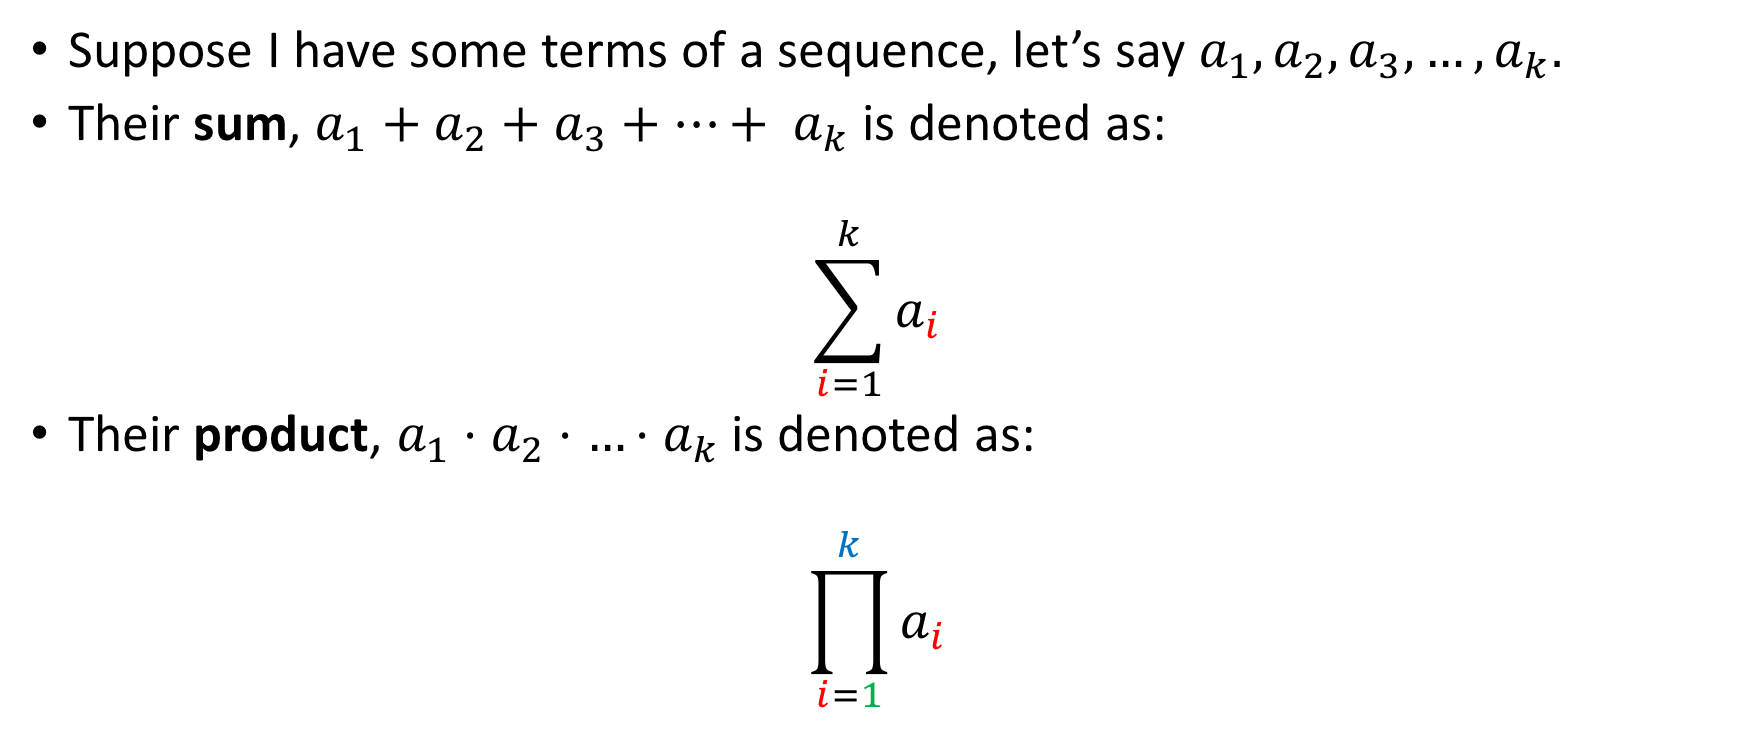 • Suppose I have some terms of a sequence, let’s say a₁, a₂, a₃, … , aₖ.
• Their sum, a₁ + a₂ + a₃ + ⋯ + aₖ is denoted as:
k
∑ aᵢ
i=1
• Their product, a₁ · a₂ · … · aₖ is denoted as:
k
∏ aᵢ
i=1